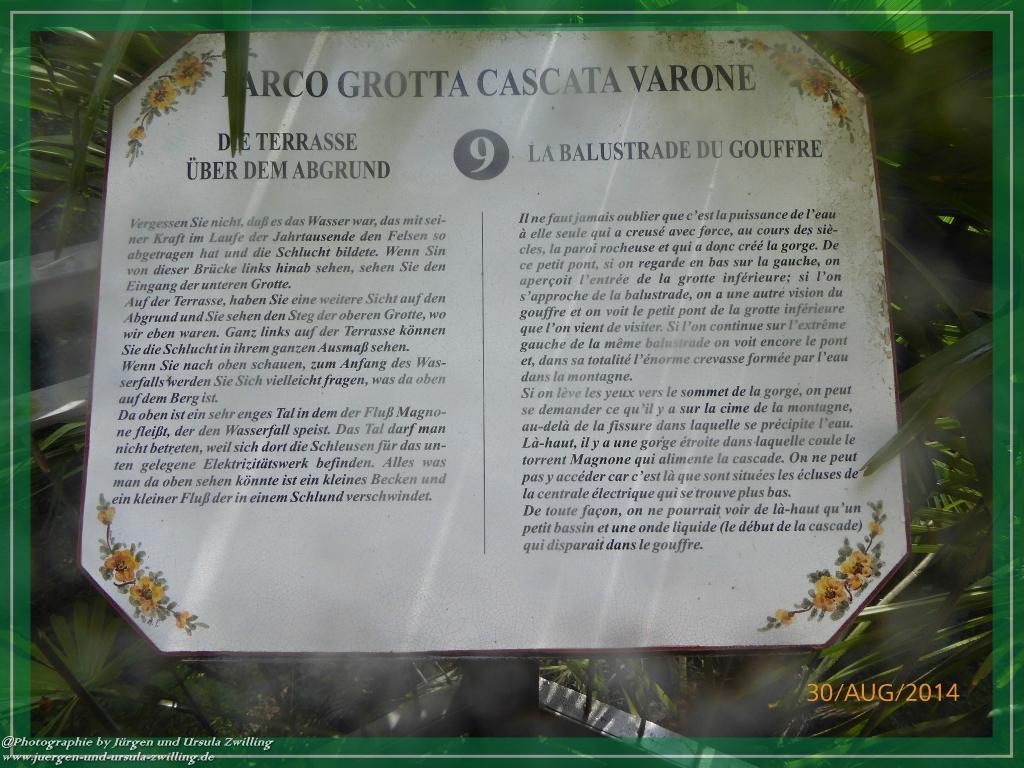 PARCO GROTTA CASCATA VARONE
DIE TERRASSE
ÜBER DEM ABGRUND
9
LA BALUSTRADE DU GOUFFRE
Vergessen Sie nicht, daß es das Wasser war, das mit sei-
ner Kraft im Laufe der Jahrtausende den Felsen so
abgetragen hat und die Schlucht bildete. Wenn Sin
von dieser Brücke links hinab sehen, sehen Sie den
Eingang der unteren Grotte.
Auf der Terrasse, haben Sie eine weitere Sicht auf den
Abgrund und Sie sehen den Steg der oberen Grotte, wo
wir eben waren. Ganz links auf der Terrasse können
Sie die Schlucht in ihrem ganzen Ausmaß sehen.
Wenn Sie nach oben schauen, zum Anfang des Was-
serfalls werden Sie Sich vielleicht fragen, was da oben
auf dem Berg ist.
Da oben ist ein sehr enges Tal in dem der Fluß Magno-
ne fleißt, der den Wasserfall speist. Das Tal darf man
nicht betreten, weil sich dort die Schleusen für das un-
ten gelegene Elektrizitätswerk befinden. Alles was
man da oben sehen könnte ist ein kleines Becken und
ein kleiner Fluß der in einem Schlund verschwindet.
Il ne faut jamais oublier que c'est la puissance de l'eau
à elle seule qui a creusé avec force, au cours des siè-
cles, la paroi rocheuse et qui a donc créé la gorge. De
ce petit pont, si on regarde en bas sur la gauche, on
aperçoit l'entrée de la grotte inférieure; si l'on
s'approche de la balustrade, on a une autre vision du
gouffre et on voit le petit pont de la grotte inférieure
que l'on vient de visiter. Si l'on continue sur l'extrême
gauche de la même balustrade on voit encore le pont
et, dans sa totalité l'énorme crevasse formée par l'eau
dans la montagne.
Si on lève les yeux vers le sommet de la gorge, on peut
se demander ce qu'il y a sur la cime de la montagne,
au-delà de la fissure dans laquelle se précipite l'eau.
Là-haut, il y a une gorge étroite dans laquelle coule le
torrent Magnone qui alimente la cascade. On ne peut
pas y accéder car c'est là que sont situées les écluses de
la centrale électrique qui se trouve plus bas.
De toute façon, on ne pourrait voir de là-haut qu'un
petit bassin et une onde liquide (le début de la cascade)
qui disparait dans le gouffre.
30/AUG/2014
@Photographie by Jürgen und Ursula Zwilling
www.juergen-und-ursula-zwilling.de